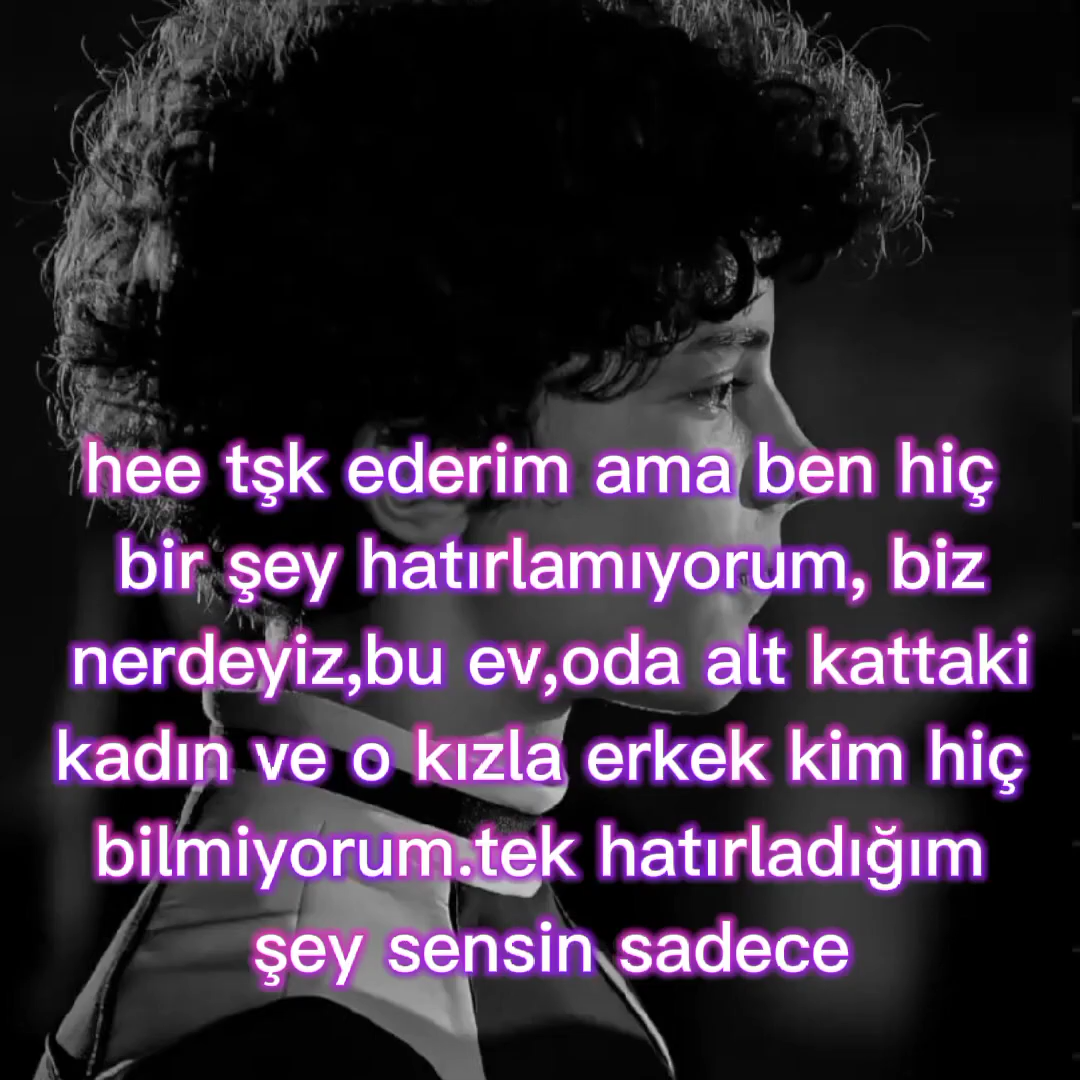 hee tşk ederim ama ben hiç
bir şey hatırlamıyorum, biz
nerdeyiz,bu ev,oda alt kattaki
kadın ve o kızla erkek kim hiç
bilmiyorum.tek hatırladığım
şey sensin sadece